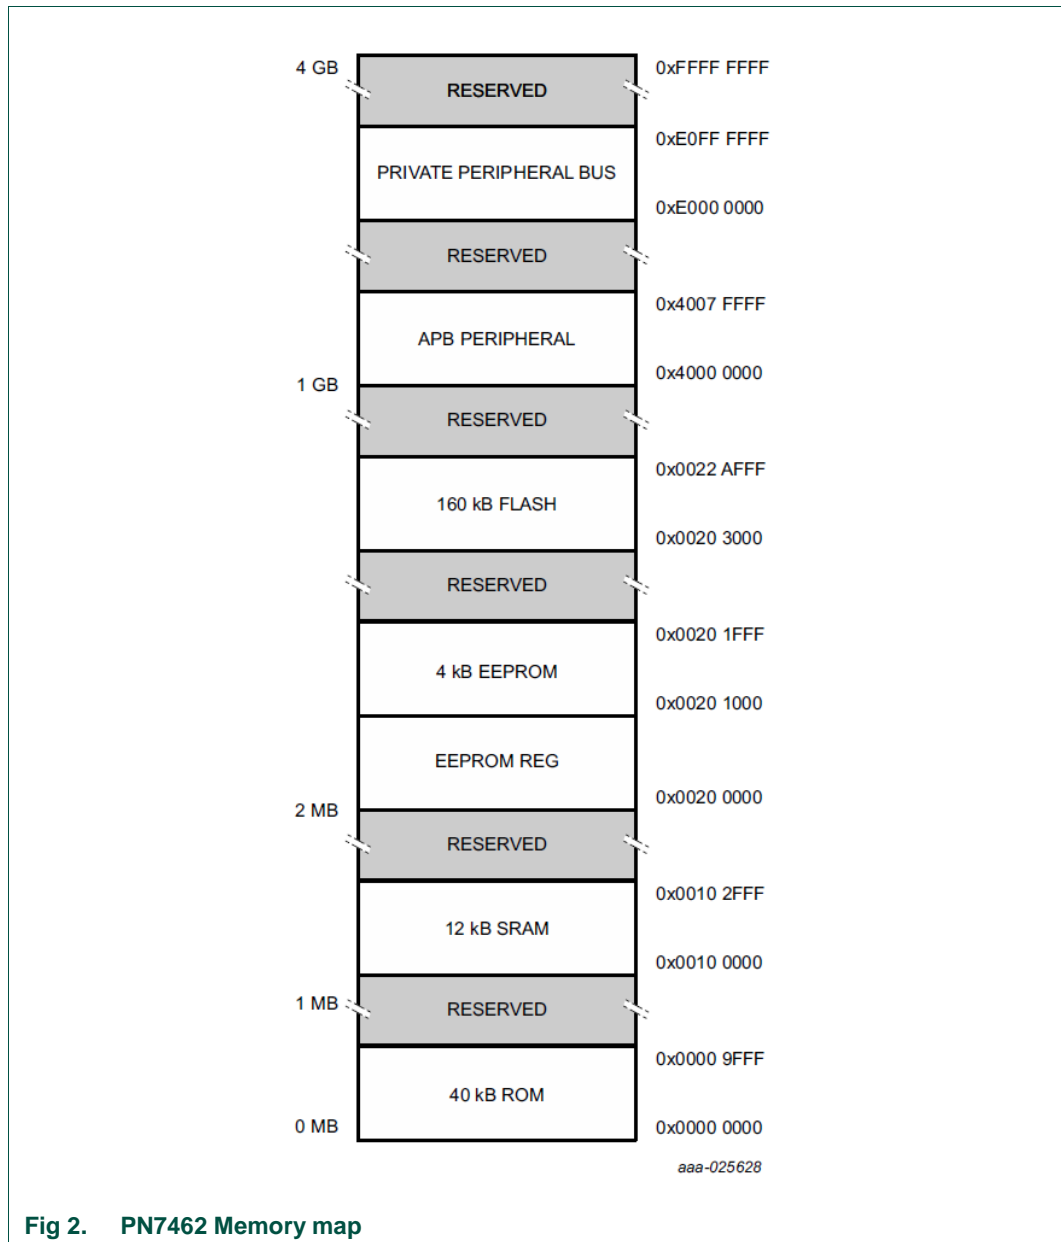 4 GB
0xFFFF FFFF
RESERVED
0xE0FF FFFF
PRIVATE PERIPHERAL BUS
0xE000 0000
RESERVED
0x4007 FFFF
APB PERIPHERAL
0x4000 0000
1 GB
RESERVED
0x0022 AFFF
160 kB FLASH
0x0020 3000
RESERVED
0x0020 1FFF
4 kB EEPROM
0x0020 1000
EEPROM REG
0x0020 0000
2 MB
RESERVED
0x0010 2FFF
12 kB SRAM
0x0010 0000
1 MB
RESERVED
0x0000 9FFF
40 kB ROM
0 MB
0x0000 0000
aaa-025628
Fig 2. PN7462 Memory map